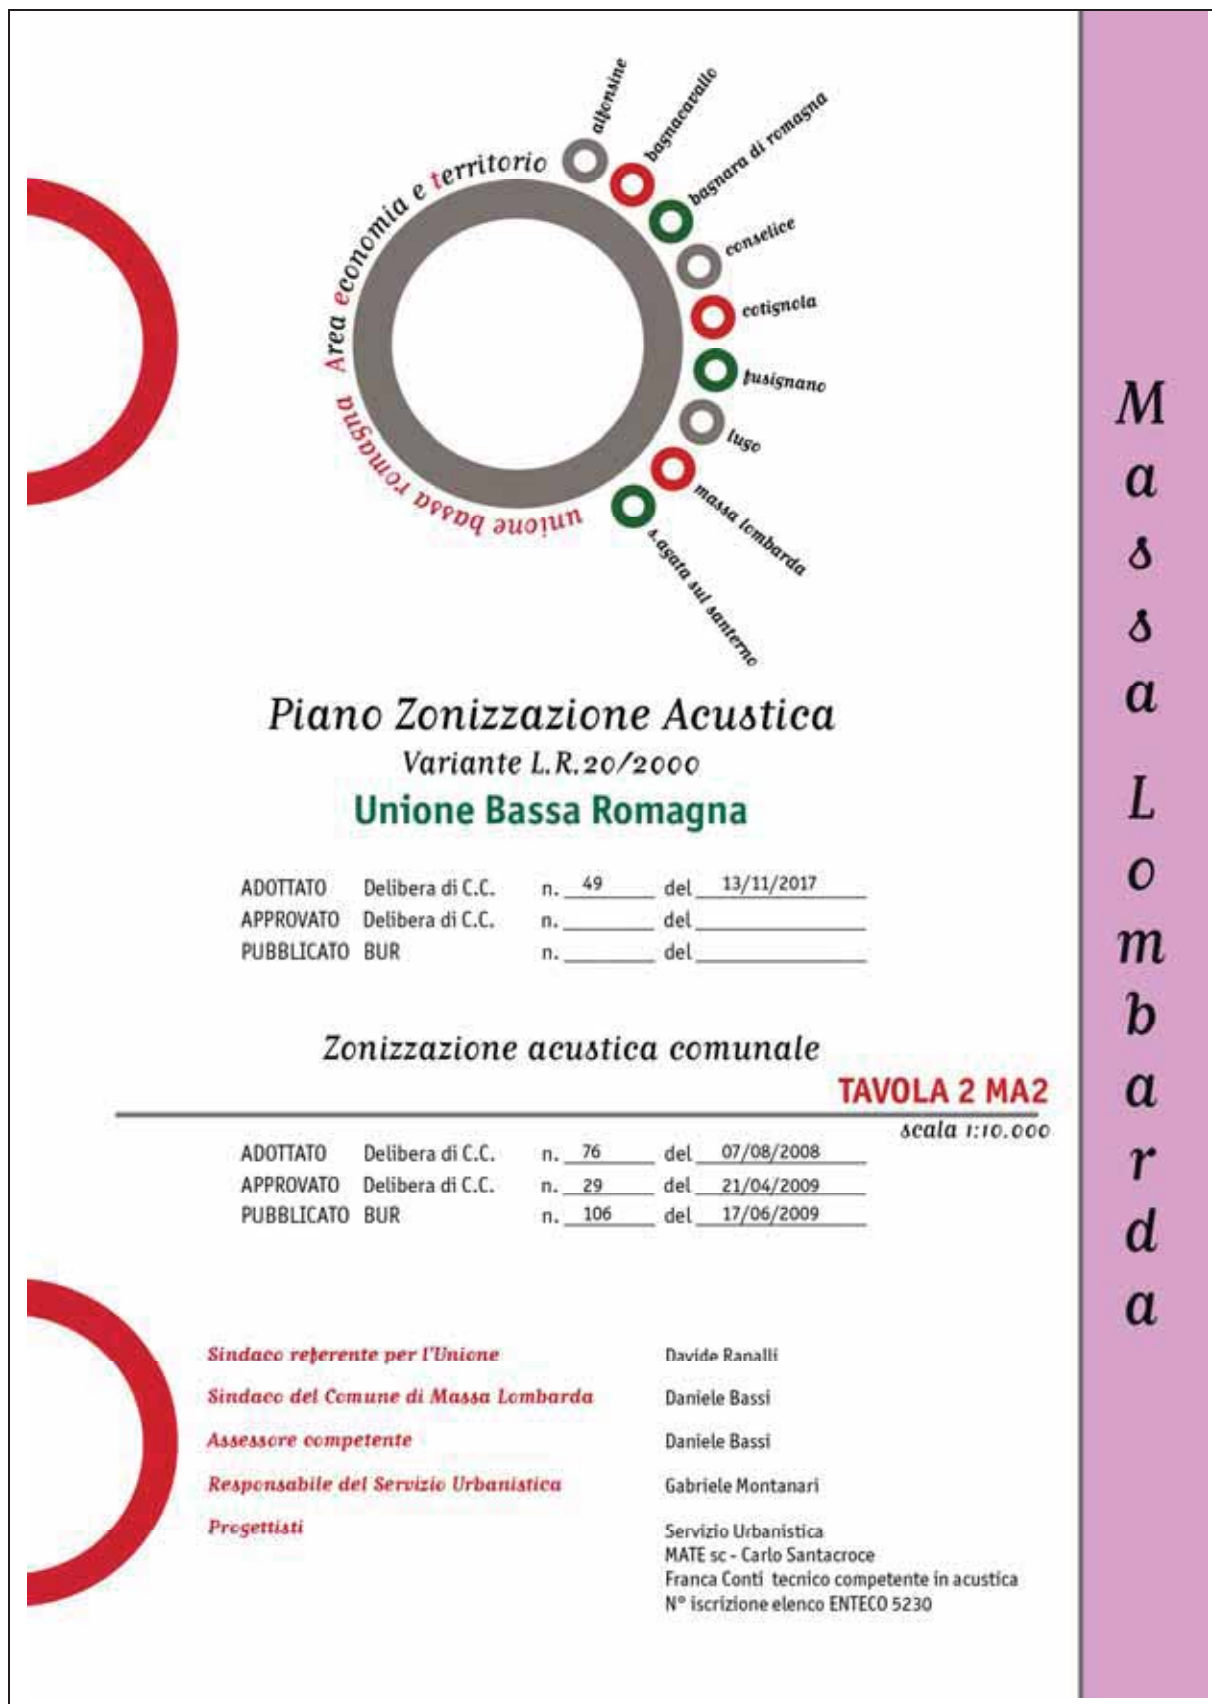 Area economia e territorio
unione bassa romagna
alfonsine
bagnacavallo
bagnara di romagna
conselice
cotignola
fusignano
lugo
massa lombarda
s.agata sul santerno
Piano Zonizzazione Acustica
Variante L.R.20/2000
Unione Bassa Romagna
ADOTTATO Delibera di C.C. n. 49 del 13/11/2017
APPROVATO Delibera di C.C. n. del
PUBBLICATO BUR n. del
Zonizzazione acustica comunale
TAVOLA 2 MA2
scala 1:10.000
ADOTTATO Delibera di C.C. n. 76 del 07/08/2008
APPROVATO Delibera di C.C. n. 29 del 21/04/2009
PUBBLICATO BUR n. 106 del 17/06/2009
Sindaco referente per l'Unione Davide Ranalli
Sindaco del Comune di Massa Lombarda Daniele Bassi
Assessore competente Daniele Bassi
Responsabile del Servizio Urbanistica Gabriele Montanari
Progettisti Servizio Urbanistica
MATE sc - Carlo Santacroce
Franca Conti tecnico competente in acustica
N° iscrizione elenco ENTECO 5230
Massa Lombarda